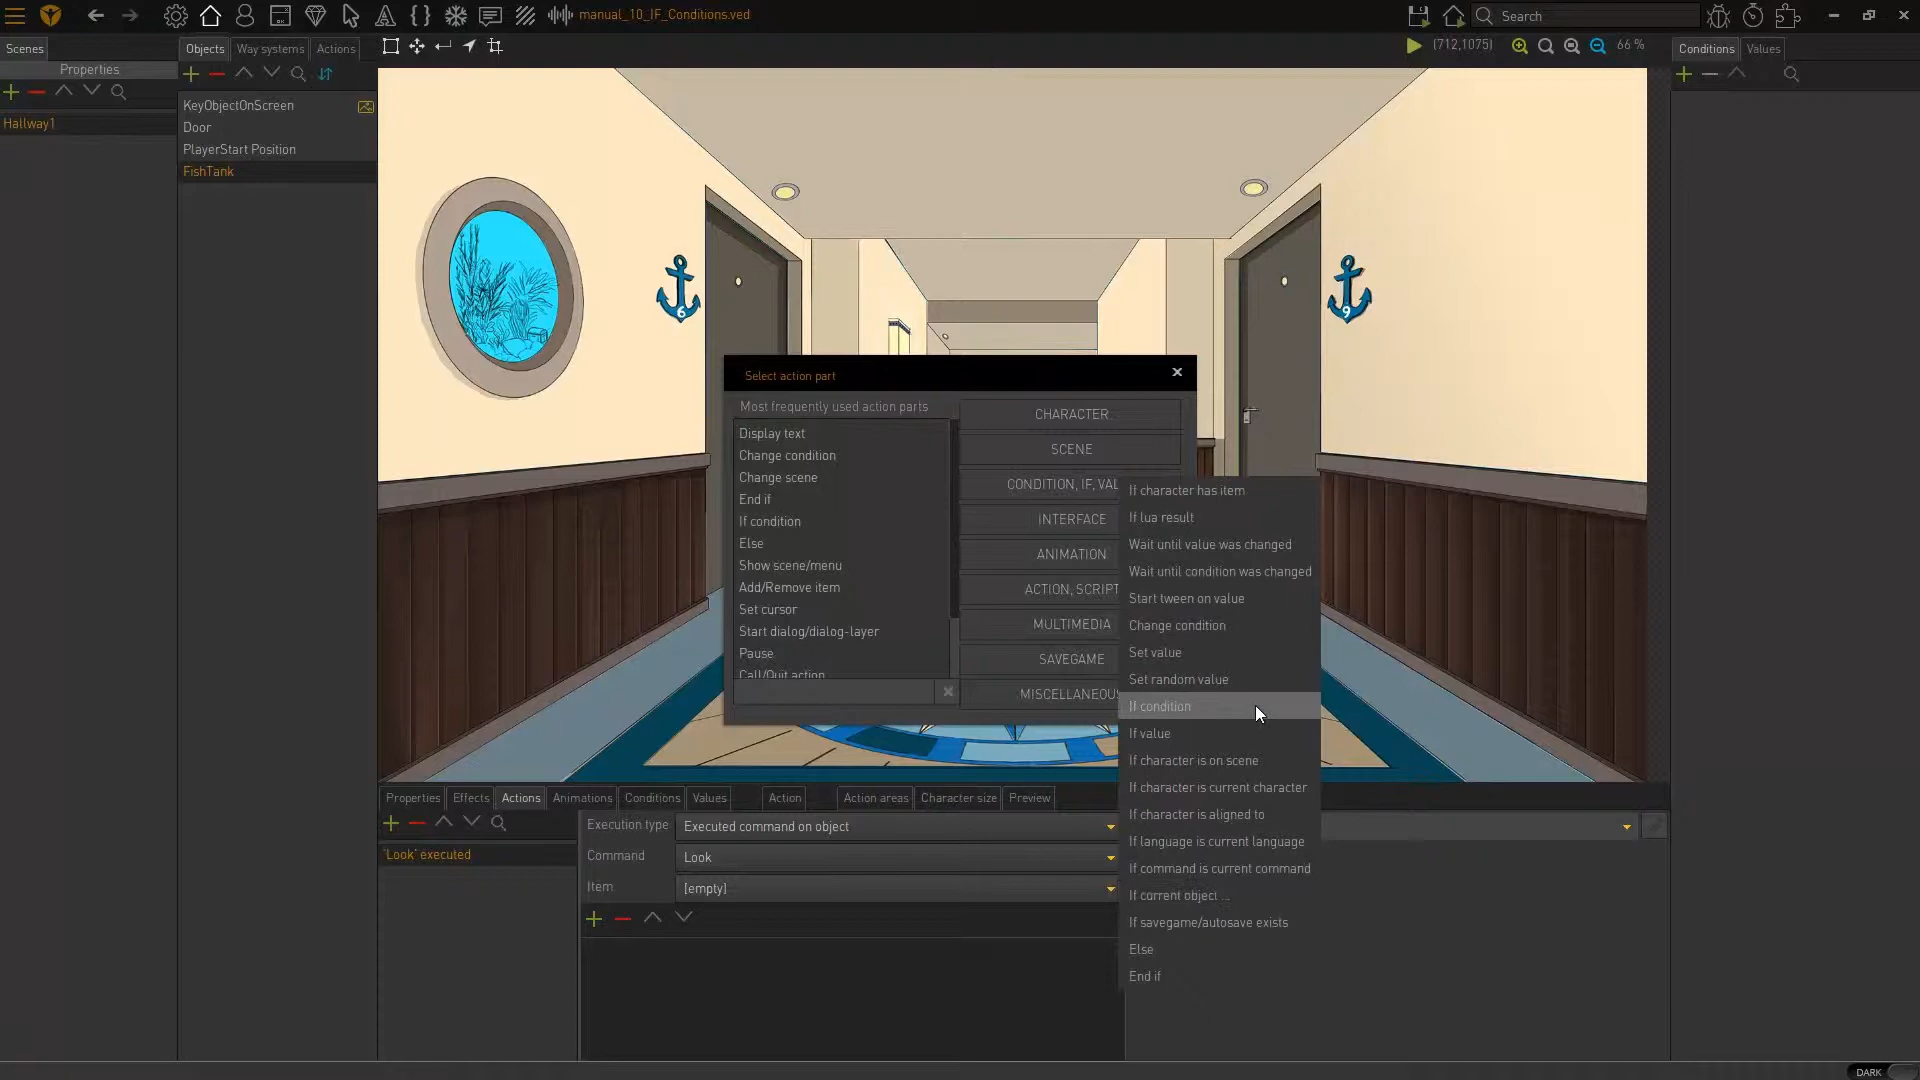 manual_10_IF_Conditions.ved
Search
Scenes
Objects
Way systems
Actions
(712,1075)
66 %
Conditions
Values
Properties
KeyObjectOnScreen
Hallway1
Door
PlayerStart Position
FishTank
6
9
Select action part
Most frequently used action parts
Display text
Change condition
Change scene
End if
If condition
Else
Show scene/menu
Add/Remove item
Set cursor
Start dialog/dialog-layer
Pause
Call/Quit action
CHARACTER
SCENE
CONDITION, IF, VAL
INTERFACE
ANIMATION
ACTION, SCRIPT
MULTIMEDIA
SAVEGAME
MISCELLANEOUS
If character has item
If lua result
Wait until value was changed
Wait until condition was changed
Start tween on value
Change condition
Set value
Set random value
If condition
If value
If character is on scene
If character is current character
If character is aligned to
If language is current language
If command is current command
If current object ...
If savegame/autosave exists
Else
End if
Properties
Effects
Actions
Animations
Conditions
Values
Action
Action areas
Character size
Preview
Execution type
Executed command on object
'Look' executed
Command
Look
Item
[empty]
DARK